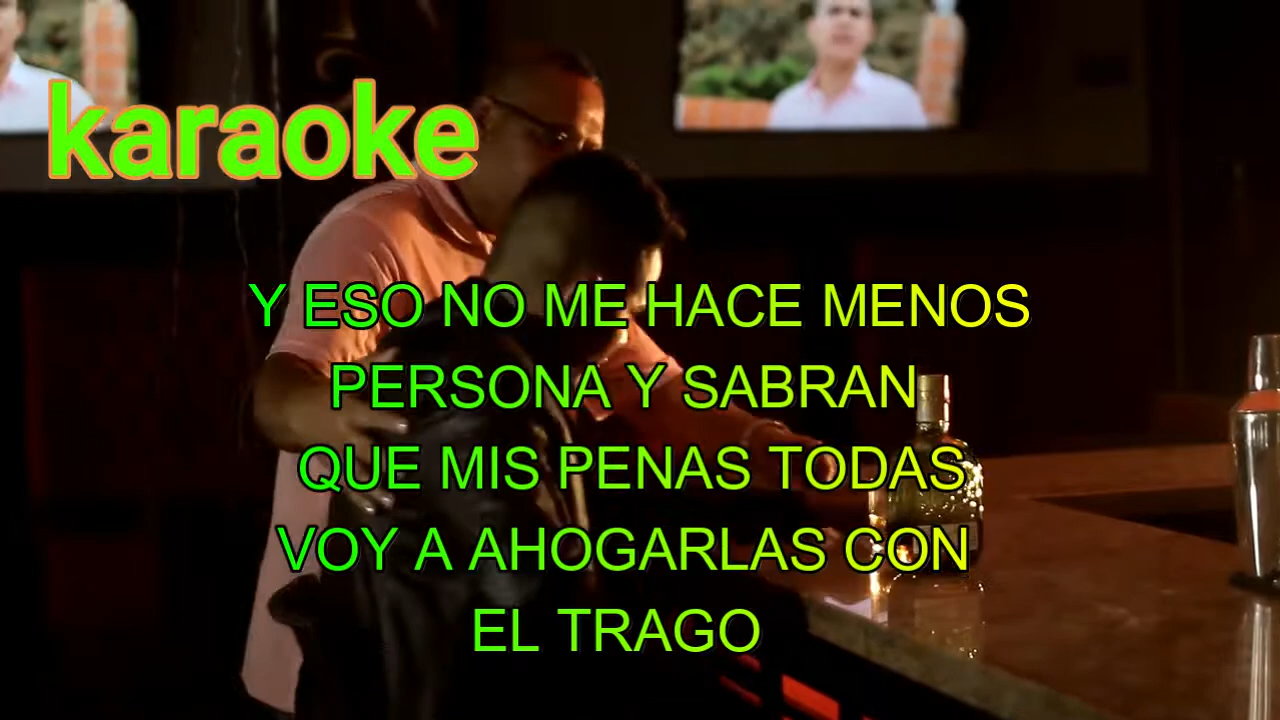 karaoke
Y ESO NO ME HACE MENOS
PERSONA Y SABRAN
QUE MIS PENAS TODAS
VOY A AHOGARLAS CON
EL TRAGO